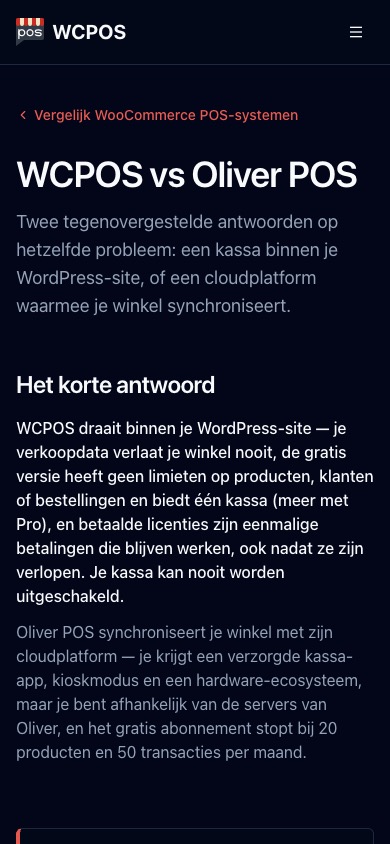 pos WCPOS
Vergelijk WooCommerce POS-systemen
WCPOS vs Oliver POS
Twee tegenovergestelde antwoorden op
hetzelfde probleem: een kassa binnen je
WordPress-site, of een cloudplatform
waarmee je winkel synchroniseert.
Het korte antwoord
WCPOS draait binnen je WordPress-site — je
verkoopdata verlaat je winkel nooit, de gratis
versie heeft geen limieten op producten, klanten
of bestellingen en biedt één kassa (meer met
Pro), en betaalde licenties zijn eenmalige
betalingen die blijven werken, ook nadat ze zijn
verlopen. Je kassa kan nooit worden
uitgeschakeld.
Oliver POS synchroniseert je winkel met zijn
cloudplatform — je krijgt een verzorgde kassa-
app, kioskmodus en een hardware-ecosysteem,
maar je bent afhankelijk van de servers van
Oliver, en het gratis abonnement stopt bij 20
producten en 50 transacties per maand.